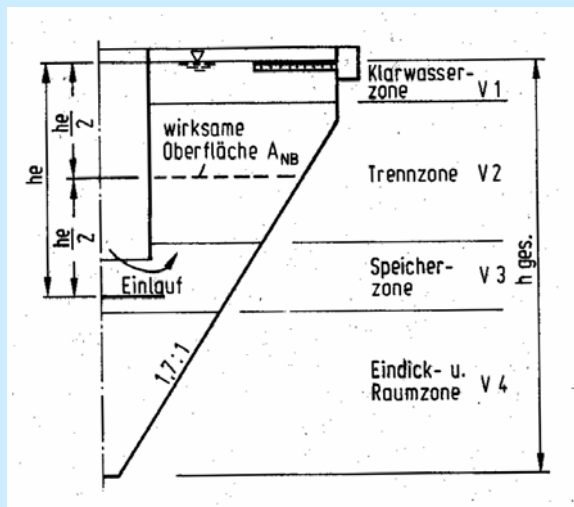 Klarwasser-
zone V 1
he
2
wirksame
Oberfläche A_NB
he
Trennzone V 2
h ges.
he
2
Einlauf
Speicher-
zone V 3
1,7:1
Eindick- u.
Raumzone V 4